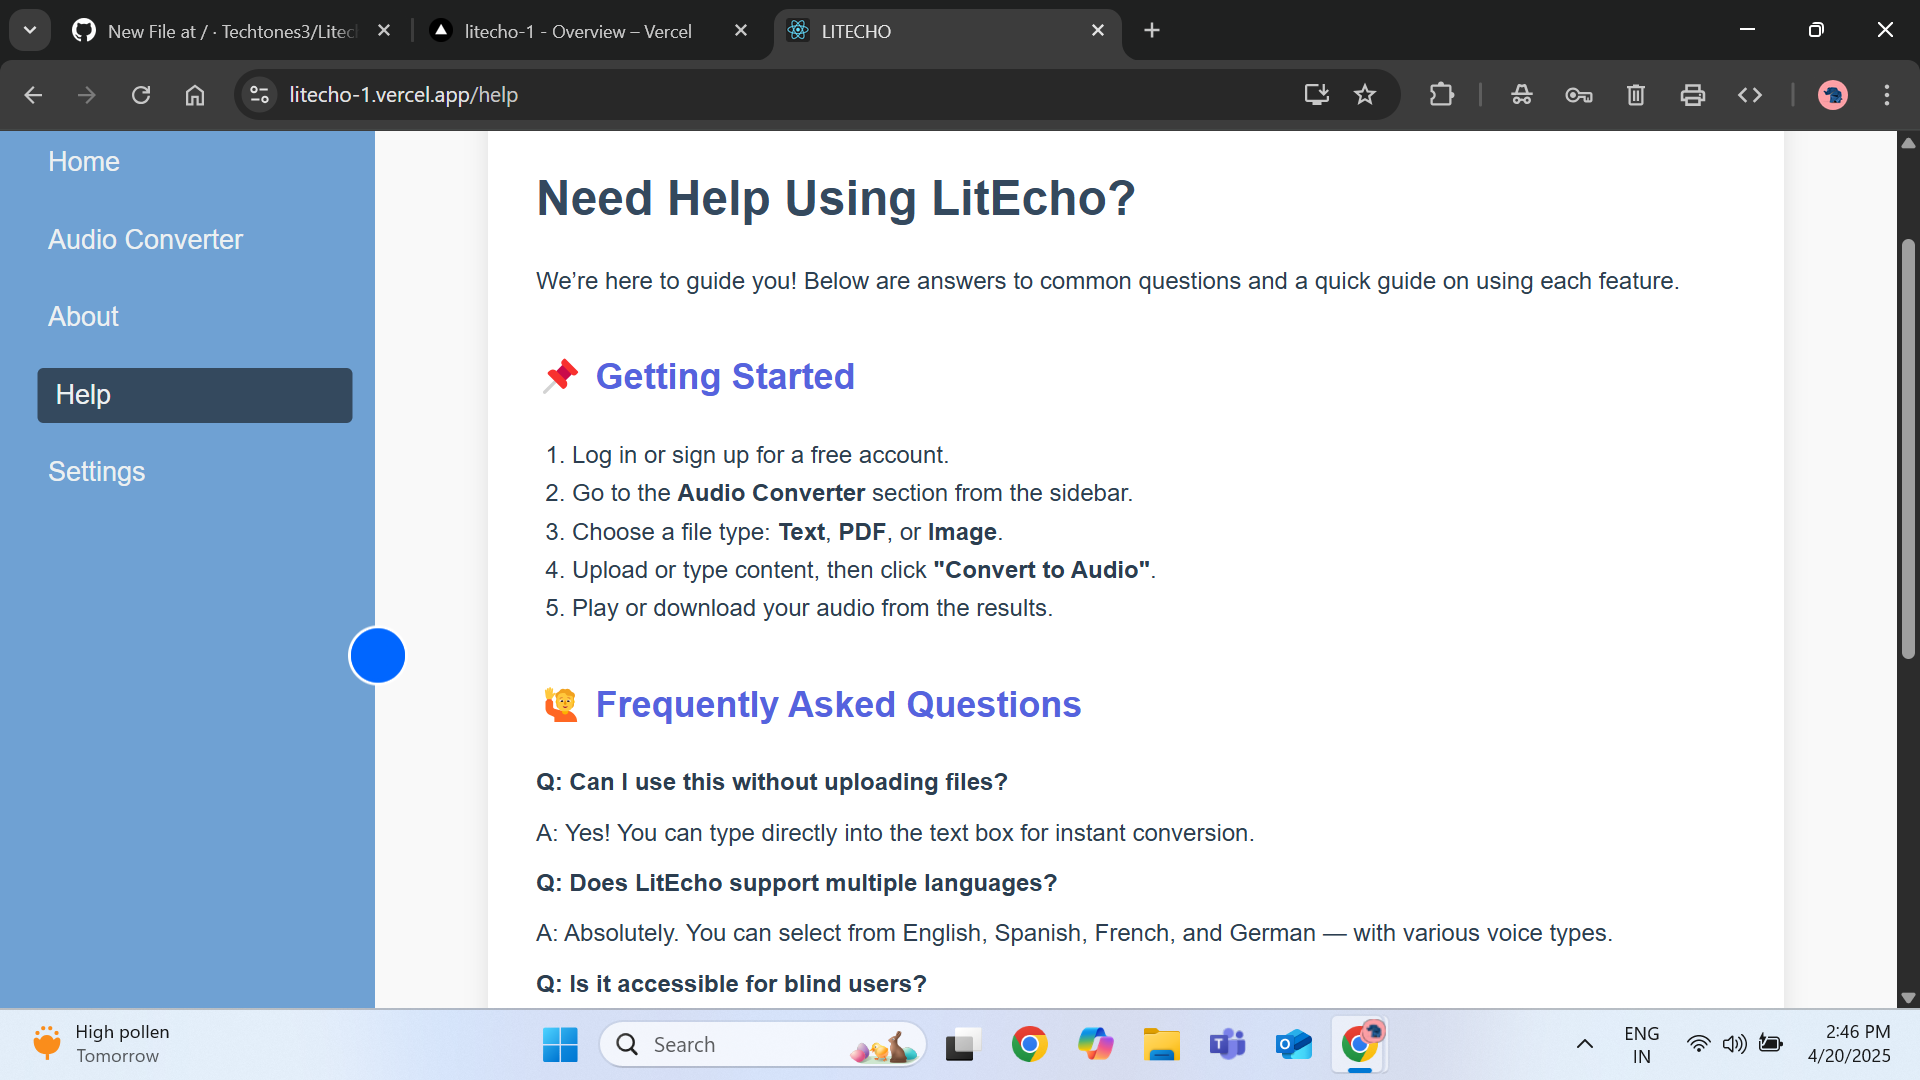 New File at / · Techtones3/Litec
litecho-1 - Overview – Vercel
LITECHO
litecho-1.vercel.app/help
Home
Audio Converter
About
Help
Settings
Need Help Using LitEcho?
We’re here to guide you! Below are answers to common questions and a quick guide on using each feature.
📌 Getting Started
1. Log in or sign up for a free account.
2. Go to the Audio Converter section from the sidebar.
3. Choose a file type: Text, PDF, or Image.
4. Upload or type content, then click "Convert to Audio".
5. Play or download your audio from the results.
🙋 Frequently Asked Questions
Q: Can I use this without uploading files?
A: Yes! You can type directly into the text box for instant conversion.
Q: Does LitEcho support multiple languages?
A: Absolutely. You can select from English, Spanish, French, and German — with various voice types.
Q: Is it accessible for blind users?
High pollen
Tomorrow
Search
ENG
IN
2:46 PM
4/20/2025